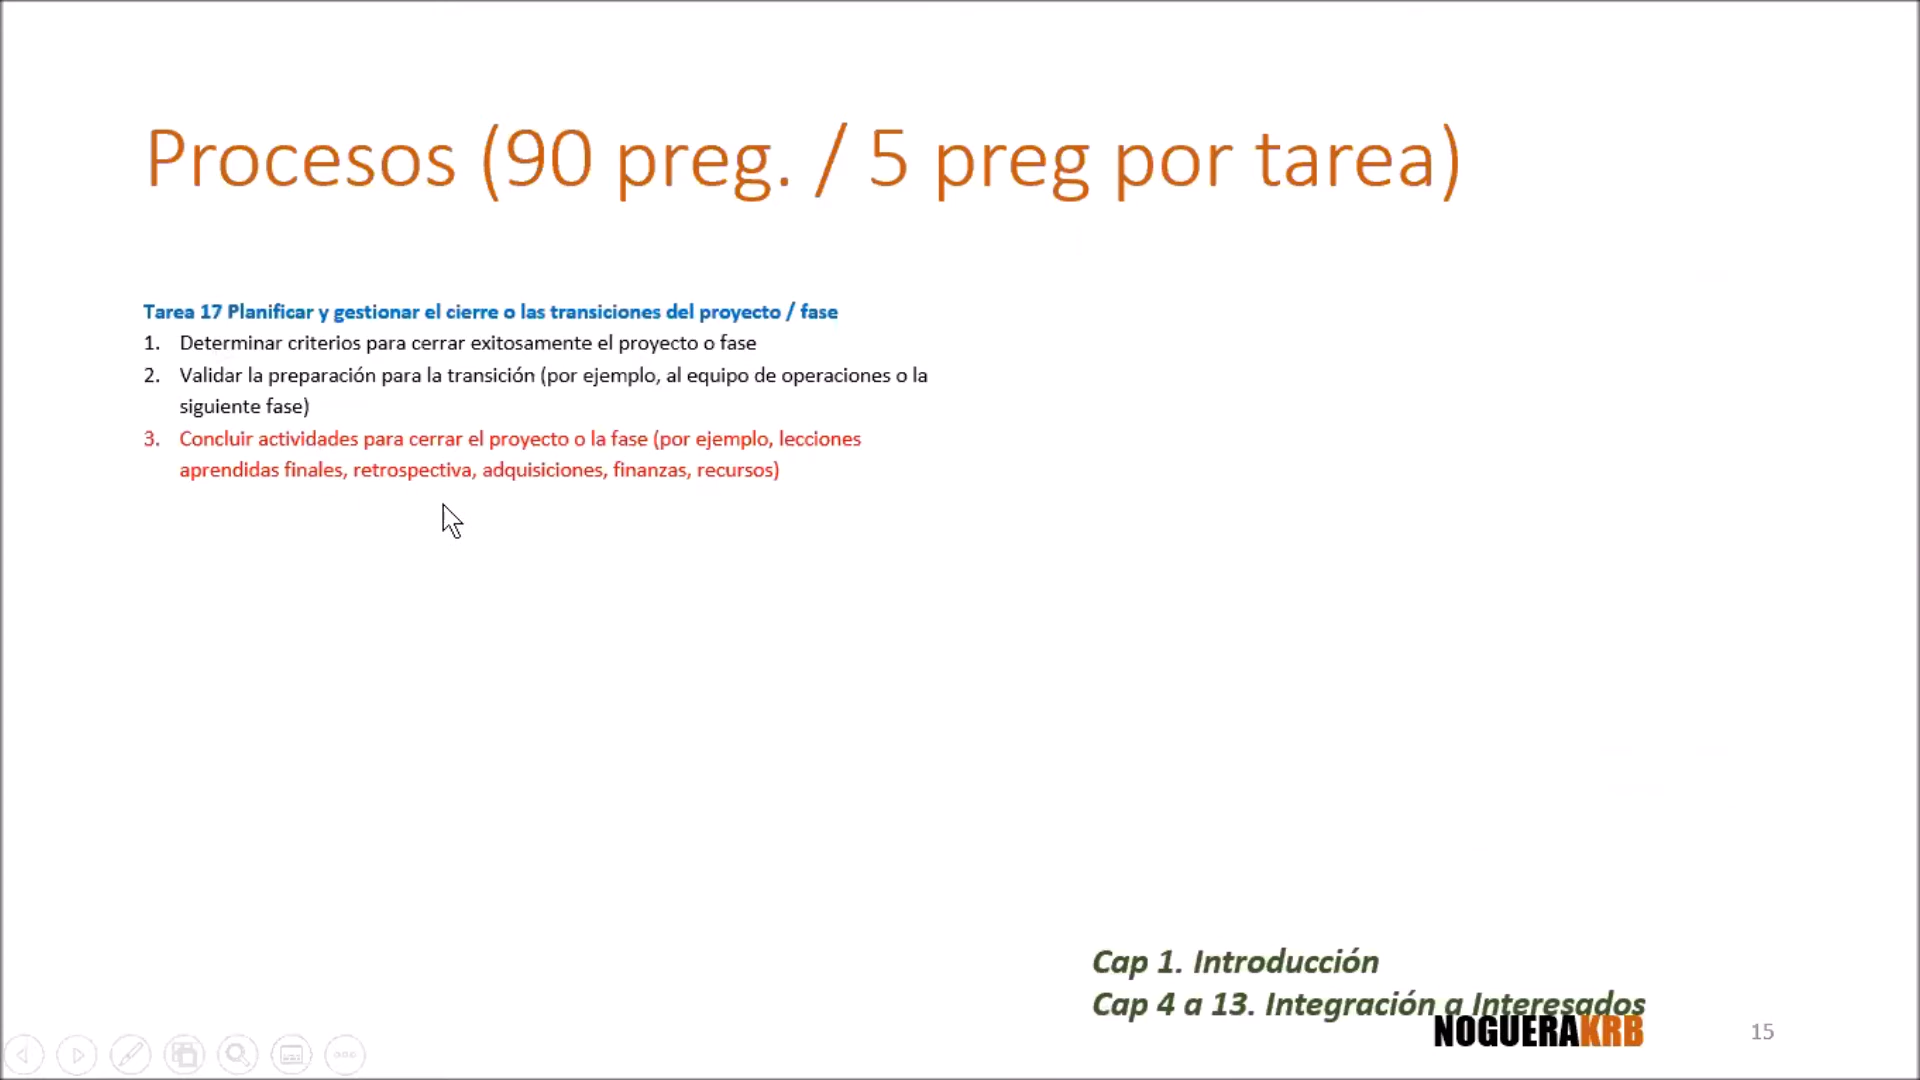 Procesos (90 preg. / 5 preg por tarea)
Tarea 17 Planificar y gestionar el cierre o las transiciones del proyecto / fase
1. Determinar criterios para cerrar exitosamente el proyecto o fase
2. Validar la preparación para la transición (por ejemplo, al equipo de operaciones o la
siguiente fase)
3. Concluir actividades para cerrar el proyecto o la fase (por ejemplo, lecciones
aprendidas finales, retrospectiva, adquisiciones, finanzas, recursos)
Cap 1. Introducción
Cap 4 a 13. Integración a Interesados
NOGUERAKRB
15